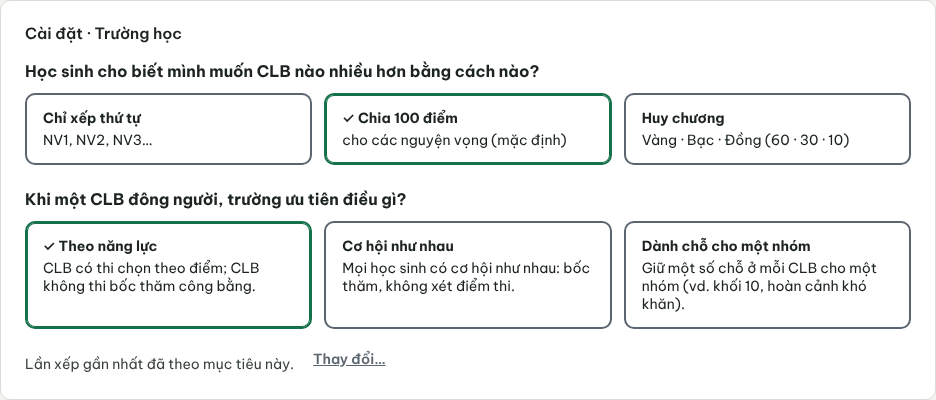 Cài đặt · Trường học
Học sinh cho biết mình muốn CLB nào nhiều hơn bằng cách nào?
Chỉ xếp thứ tự
NV1, NV2, NV3...
✓ Chia 100 điểm
cho các nguyện vọng (mặc định)
Huy chương
Vàng · Bạc · Đồng (60 · 30 · 10)
Khi một CLB đông người, trường ưu tiên điều gì?
✓ Theo năng lực
CLB có thi chọn theo điểm; CLB
không thi bốc thăm công bằng.
Cơ hội như nhau
Mọi học sinh có cơ hội như nhau: bốc
thăm, không xét điểm thi.
Dành chỗ cho một nhóm
Giữ một số chỗ ở mỗi CLB cho một
nhóm (vd. khối 10, hoàn cảnh khó
khăn).
Lần xếp gần nhất đã theo mục tiêu này.
Thay đổi...